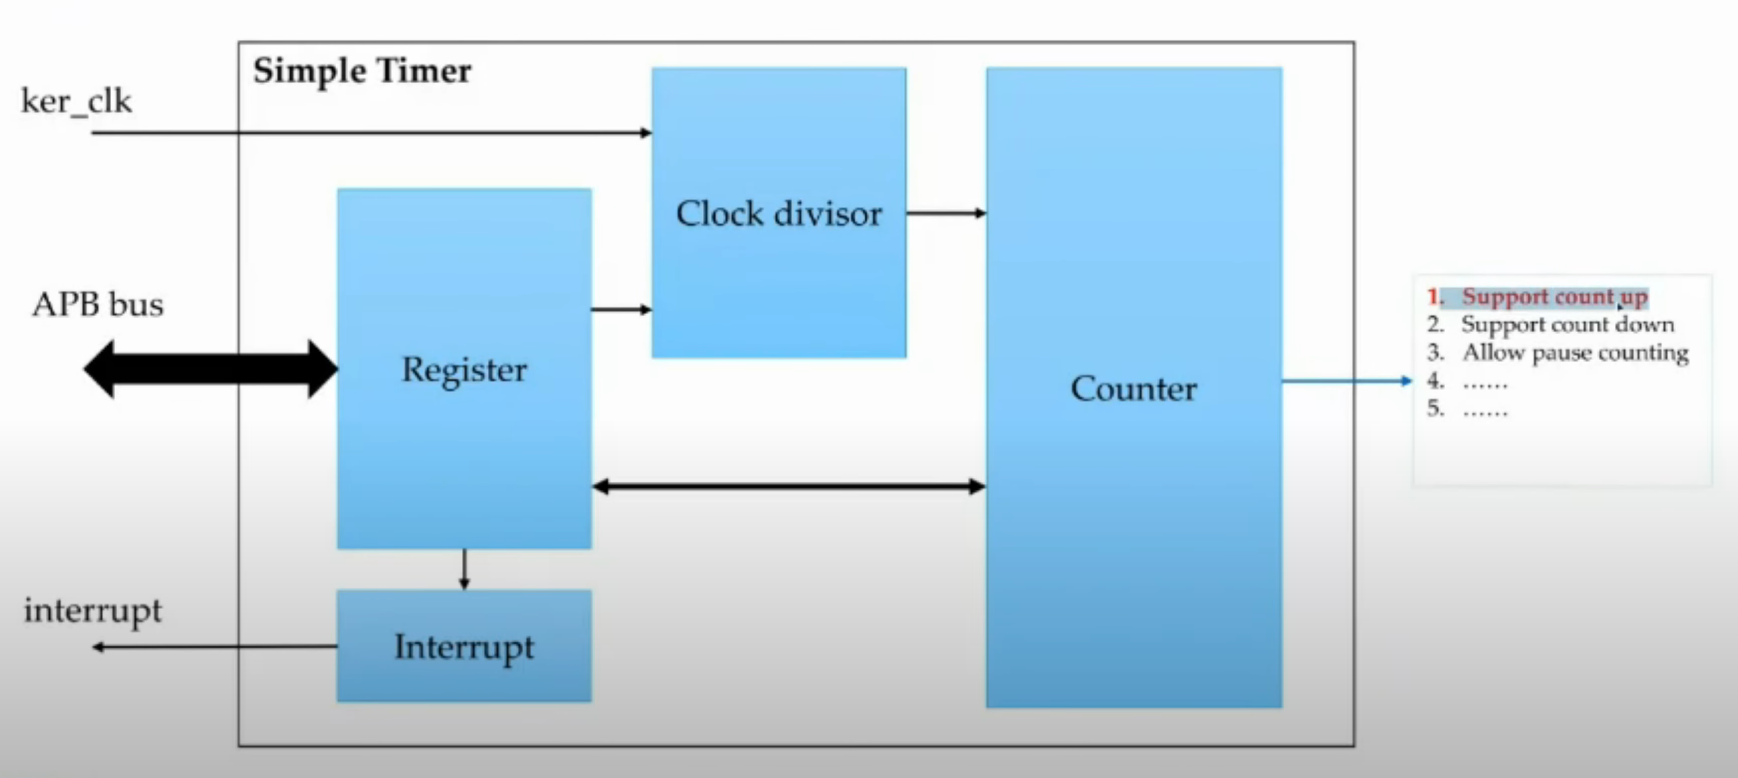 Simple Timer
ker_clk
Clock divisor
APB bus
Register
Counter
1. Support count up
2. Support count down
3. Allow pause counting
4. ......
5. ......
interrupt
Interrupt